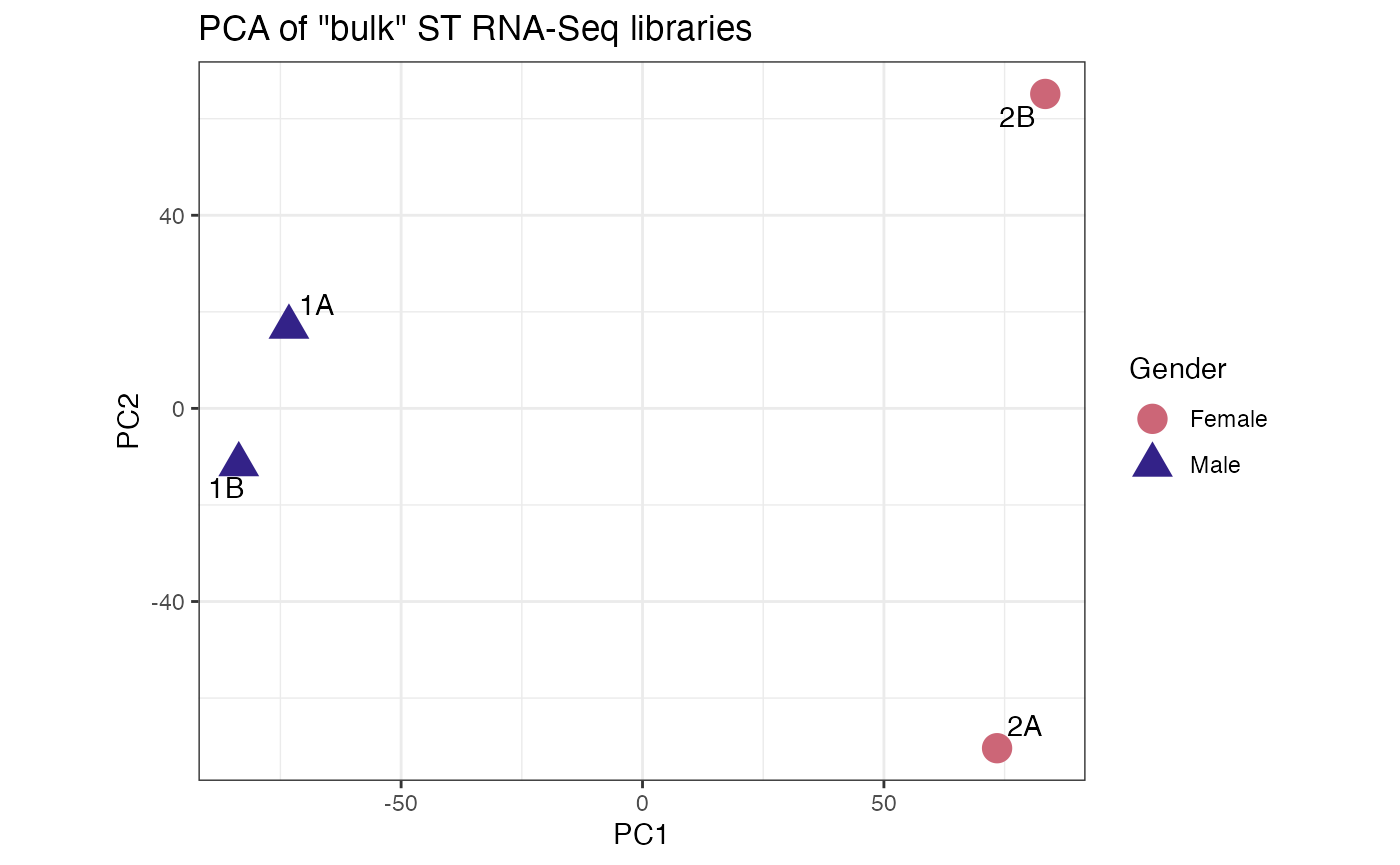 PCA of "bulk" ST RNA-Seq libraries
2B
40
1A
0
1B
-40
2A
-50
0
50
PC1
PC2
Gender
Female
Male